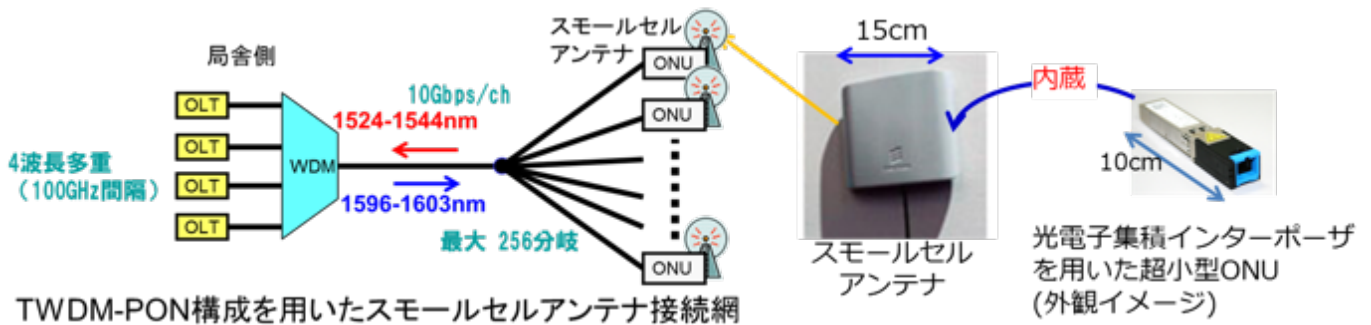 局舎側
OLT
OLT
OLT
OLT
4波長多重
（100GHz間隔）
WDM
10Gbps/ch
1524-1544nm
1596-1603nm
最大 256分岐
スモールセル
アンテナ
ONU
ONU
ONU
TWDM-PON構成を用いたスモールセルアンテナ接続網
15cm
スモールセル
アンテナ
内蔵
10cm
光電子集積インターポーザ
を用いた超小型ONU
(外観イメージ)